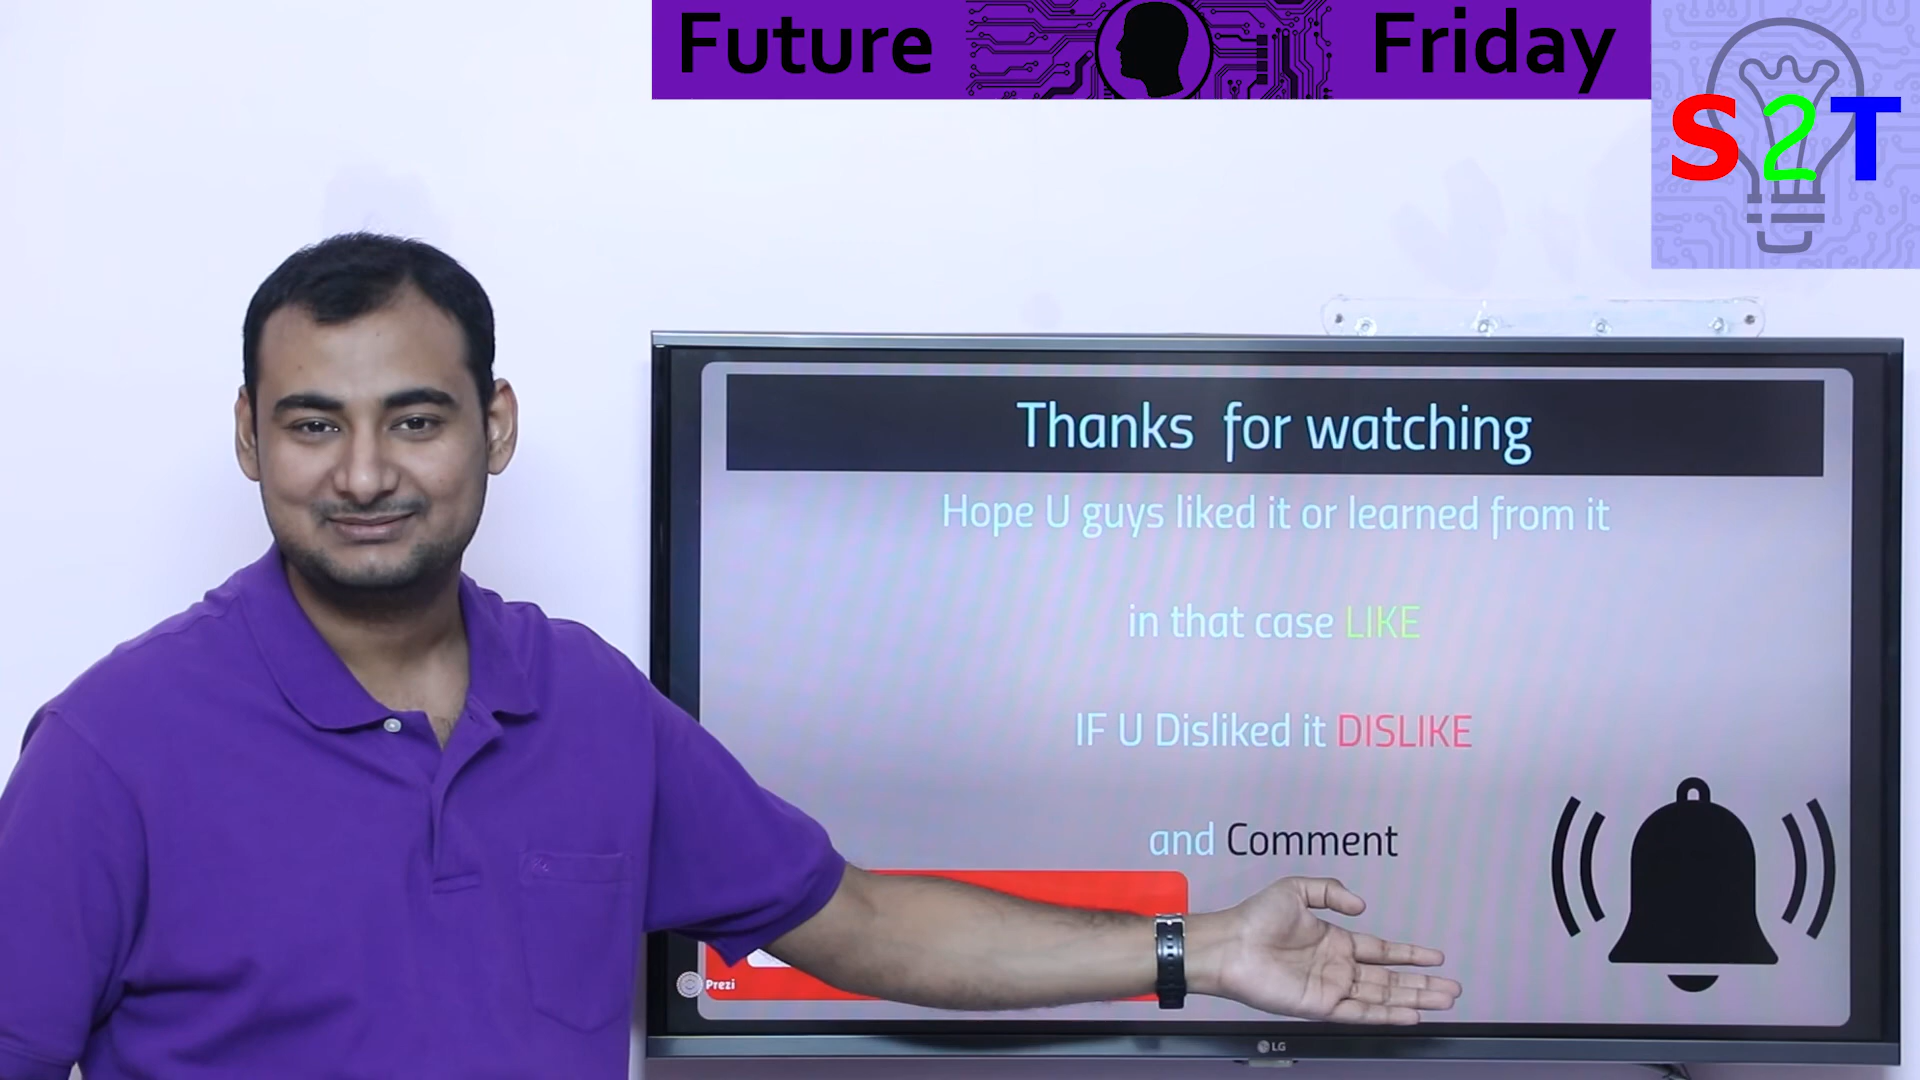 Future Friday
S2T
Thanks for watching
Hope U guys liked it or learned from it
in that case LIKE
IF U Disliked it DISLIKE
and Comment
Prezi
LG